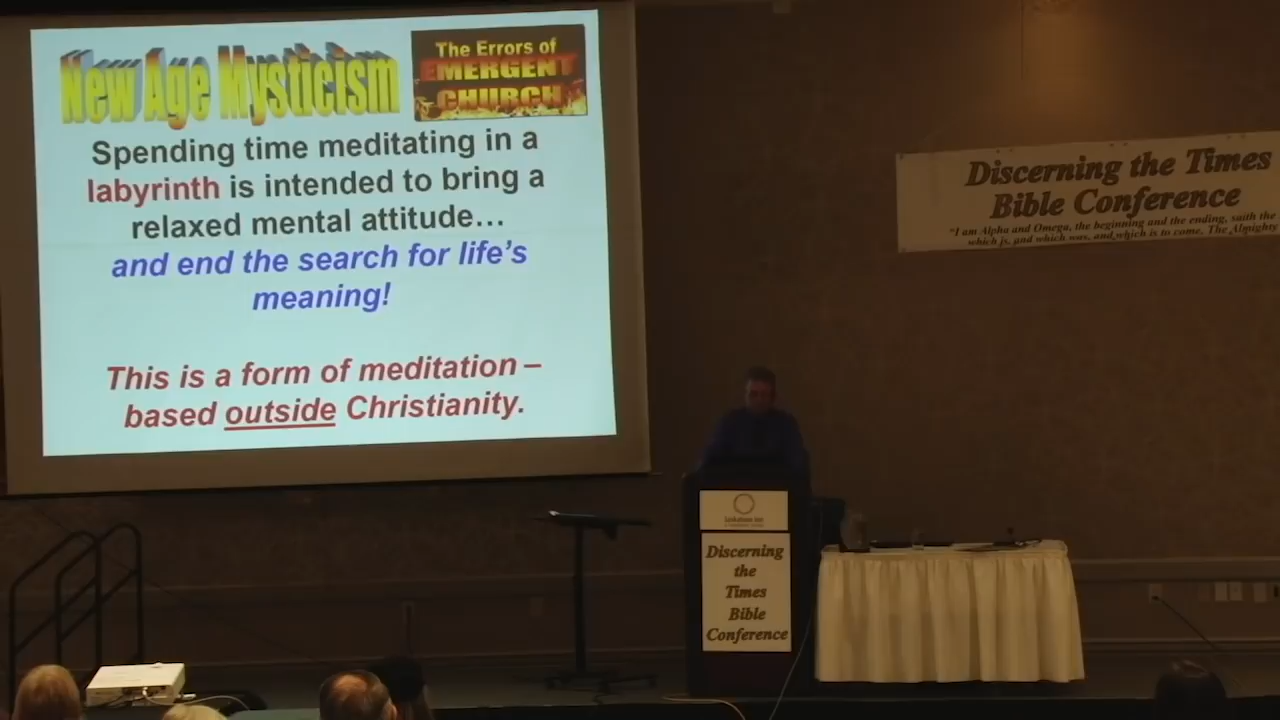 New Age Mysticism
The Errors of
EMERGENT
CHURCH
Spending time meditating in a
labyrinth is intended to bring a
relaxed mental attitude…
and end the search for life's
meaning!
This is a form of meditation –
based outside Christianity.
Discerning the Times
Bible Conference
"I am Alpha and Omega, the beginning and the ending, saith the
which is, and which was, and which is to come, The Almighty
Discerning
the
Times
Bible
Conference